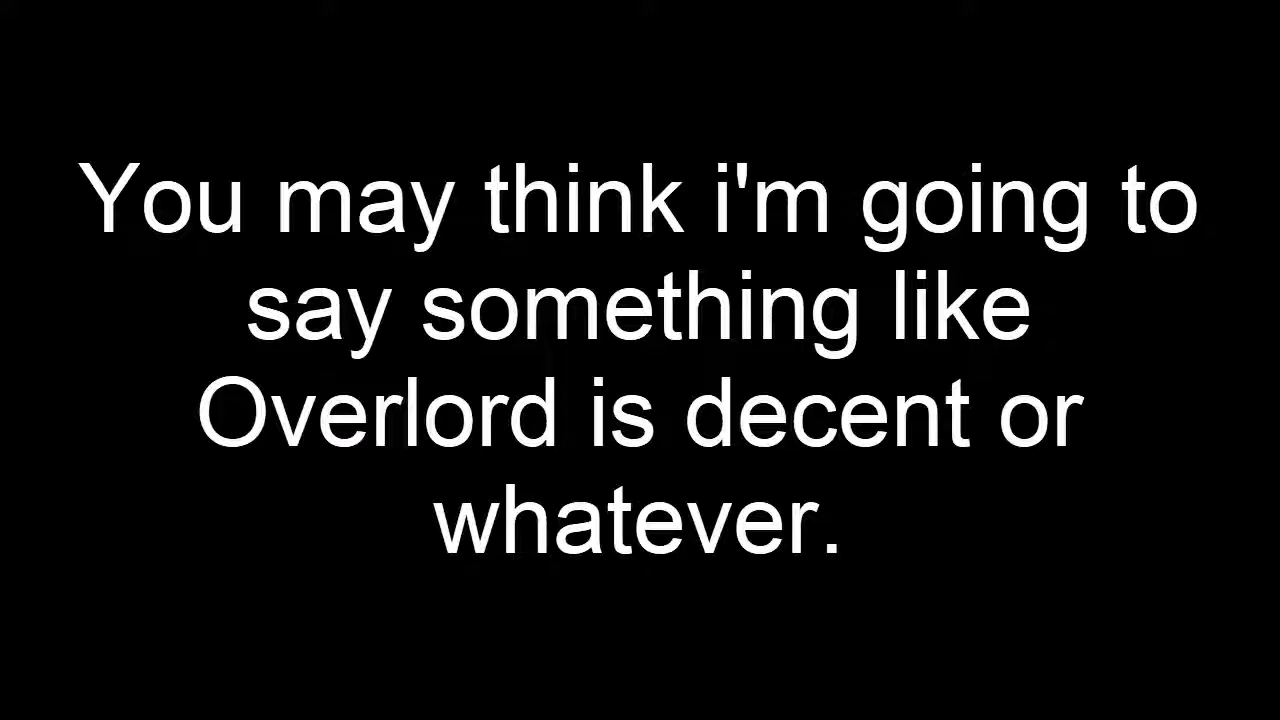 You may think i'm going to
say something like
Overlord is decent or
whatever.